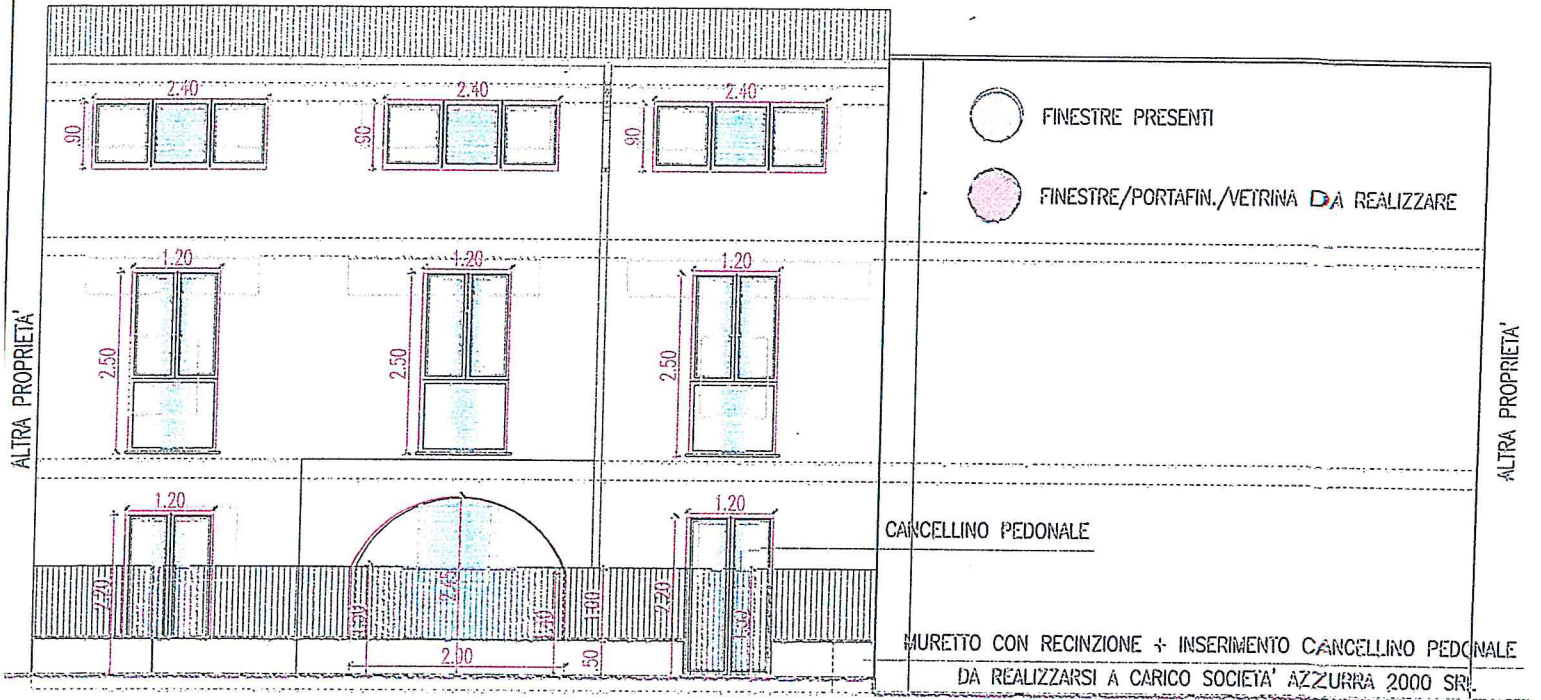 2.40
2.40
2.40
.90
.90
.90
FINESTRE PRESENTI
FINESTRE/PORTAFIN./VETRINA DA REALIZZARE
1.20
1.20
1.20
2.50
2.50
2.50
ALTRA PROPRIETA'
ALTRA PROPRIETA'
1.20
1.20
CANCELLINO PEDONALE
2.20
2.45
1.00
2.20
2.90
.50
MURETTO CON RECINZIONE + INSERIMENTO CANCELLINO PEDONALE
DA REALIZZARSI A CARICO SOCIETA' AZZURRA 2000 SRL